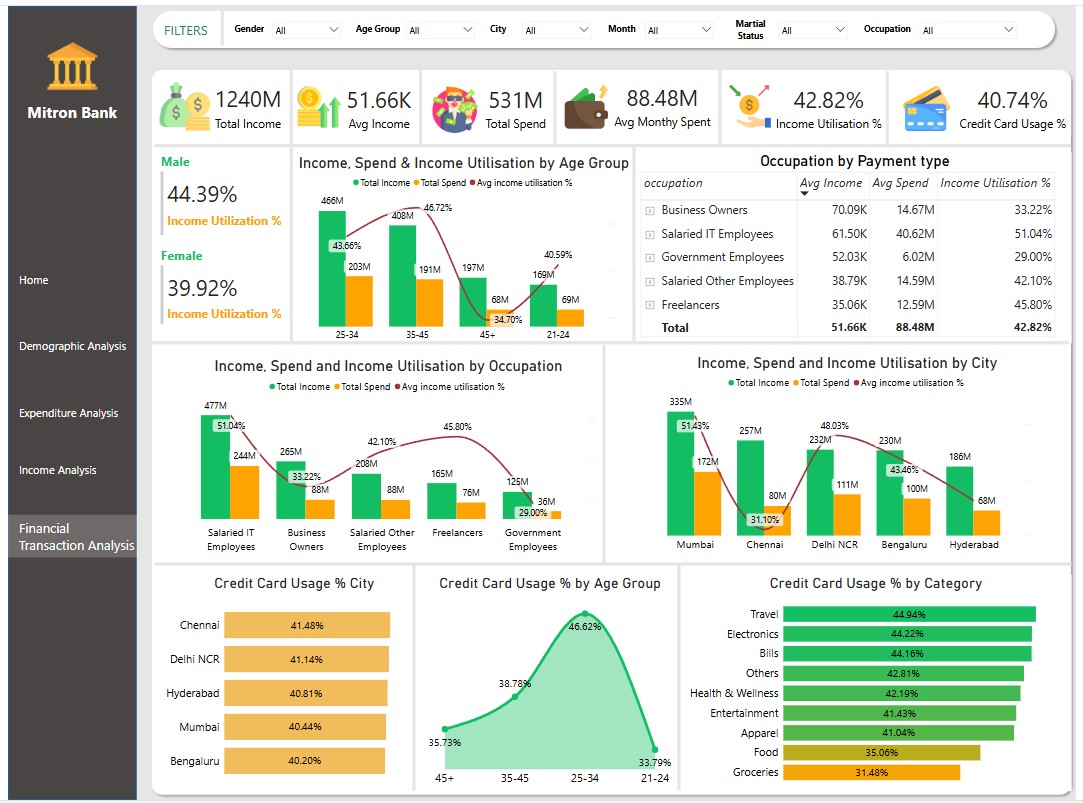 FILTERS
Gender All
Age Group All
City All
Month All
Martial Status All
Occupation All
Mitron Bank
Home
Demographic Analysis
Expenditure Analysis
Income Analysis
Financial
Transaction Analysis
1240M
Total Income
51.66K
Avg Income
531M
Total Spend
88.48M
Avg Monthy Spent
42.82%
Income Utilisation %
40.74%
Credit Card Usage %
Male
44.39%
Income Utilization %
Female
39.92%
Income Utilization %
Income, Spend & Income Utilisation by Age Group
Total Income Total Spend Avg income utilisation %
466M 408M 197M 169M
203M 191M 68M 69M
43.66% 46.72% 34.70% 40.59%
25-34 35-45 45+ 21-24
Occupation by Payment type
occupation Avg Income Avg Spend Income Utilisation %
Business Owners 70.09K 14.67M 33.22%
Salaried IT Employees 61.50K 40.62M 51.04%
Government Employees 52.03K 6.02M 29.00%
Salaried Other Employees 38.79K 14.59M 42.10%
Freelancers 35.06K 12.59M 45.80%
Total 51.66K 88.48M 42.82%
Income, Spend and Income Utilisation by Occupation
Total Income Total Spend Avg income utilisation %
477M 265M 208M 165M 125M
244M 88M 88M 76M 36M
51.04% 33.22% 42.10% 45.80% 29.00%
Salaried IT Employees
Business Owners
Salaried Other Employees
Freelancers
Government Employees
Income, Spend and Income Utilisation by City
Total Income Total Spend Avg income utilisation %
335M 257M 232M 230M 186M
172M 80M 111M 100M 68M
51.43% 31.10% 48.03% 43.46%
Mumbai Chennai Delhi NCR Bengaluru Hyderabad
Credit Card Usage % City
Chennai 41.48%
Delhi NCR 41.14%
Hyderabad 40.81%
Mumbai 40.44%
Bengaluru 40.20%
Credit Card Usage % by Age Group
35.73% 38.78% 46.62% 33.79%
45+ 35-45 25-34 21-24
Credit Card Usage % by Category
Travel 44.94%
Electronics 44.22%
Bills 44.16%
Others 42.81%
Health & Wellness 42.19%
Entertainment 41.43%
Apparel 41.04%
Food 35.06%
Groceries 31.48%